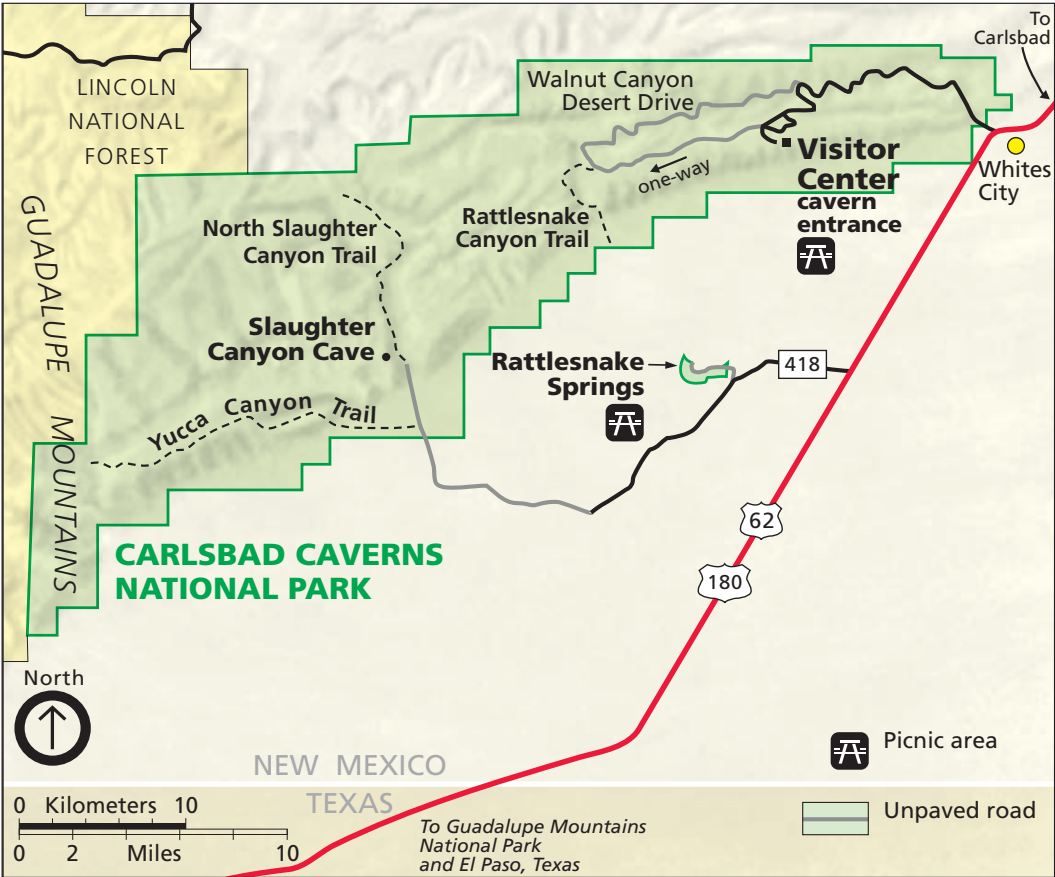 To
Carlsbad
LINCOLN
NATIONAL
FOREST
Walnut Canyon
Desert Drive
Visitor
Center
cavern
entrance
Whites
City
one-way
GUADALUPE MOUNTAINS
North Slaughter
Canyon Trail
Rattlesnake
Canyon Trail
Slaughter
Canyon Cave
Rattlesnake
Springs
418
Yucca Canyon Trail
62
180
CARLSBAD CAVERNS
NATIONAL PARK
North
NEW MEXICO
TEXAS
Picnic area
Unpaved road
0 Kilometers 10
0 2 Miles 10
To Guadalupe Mountains
National Park
and El Paso, Texas